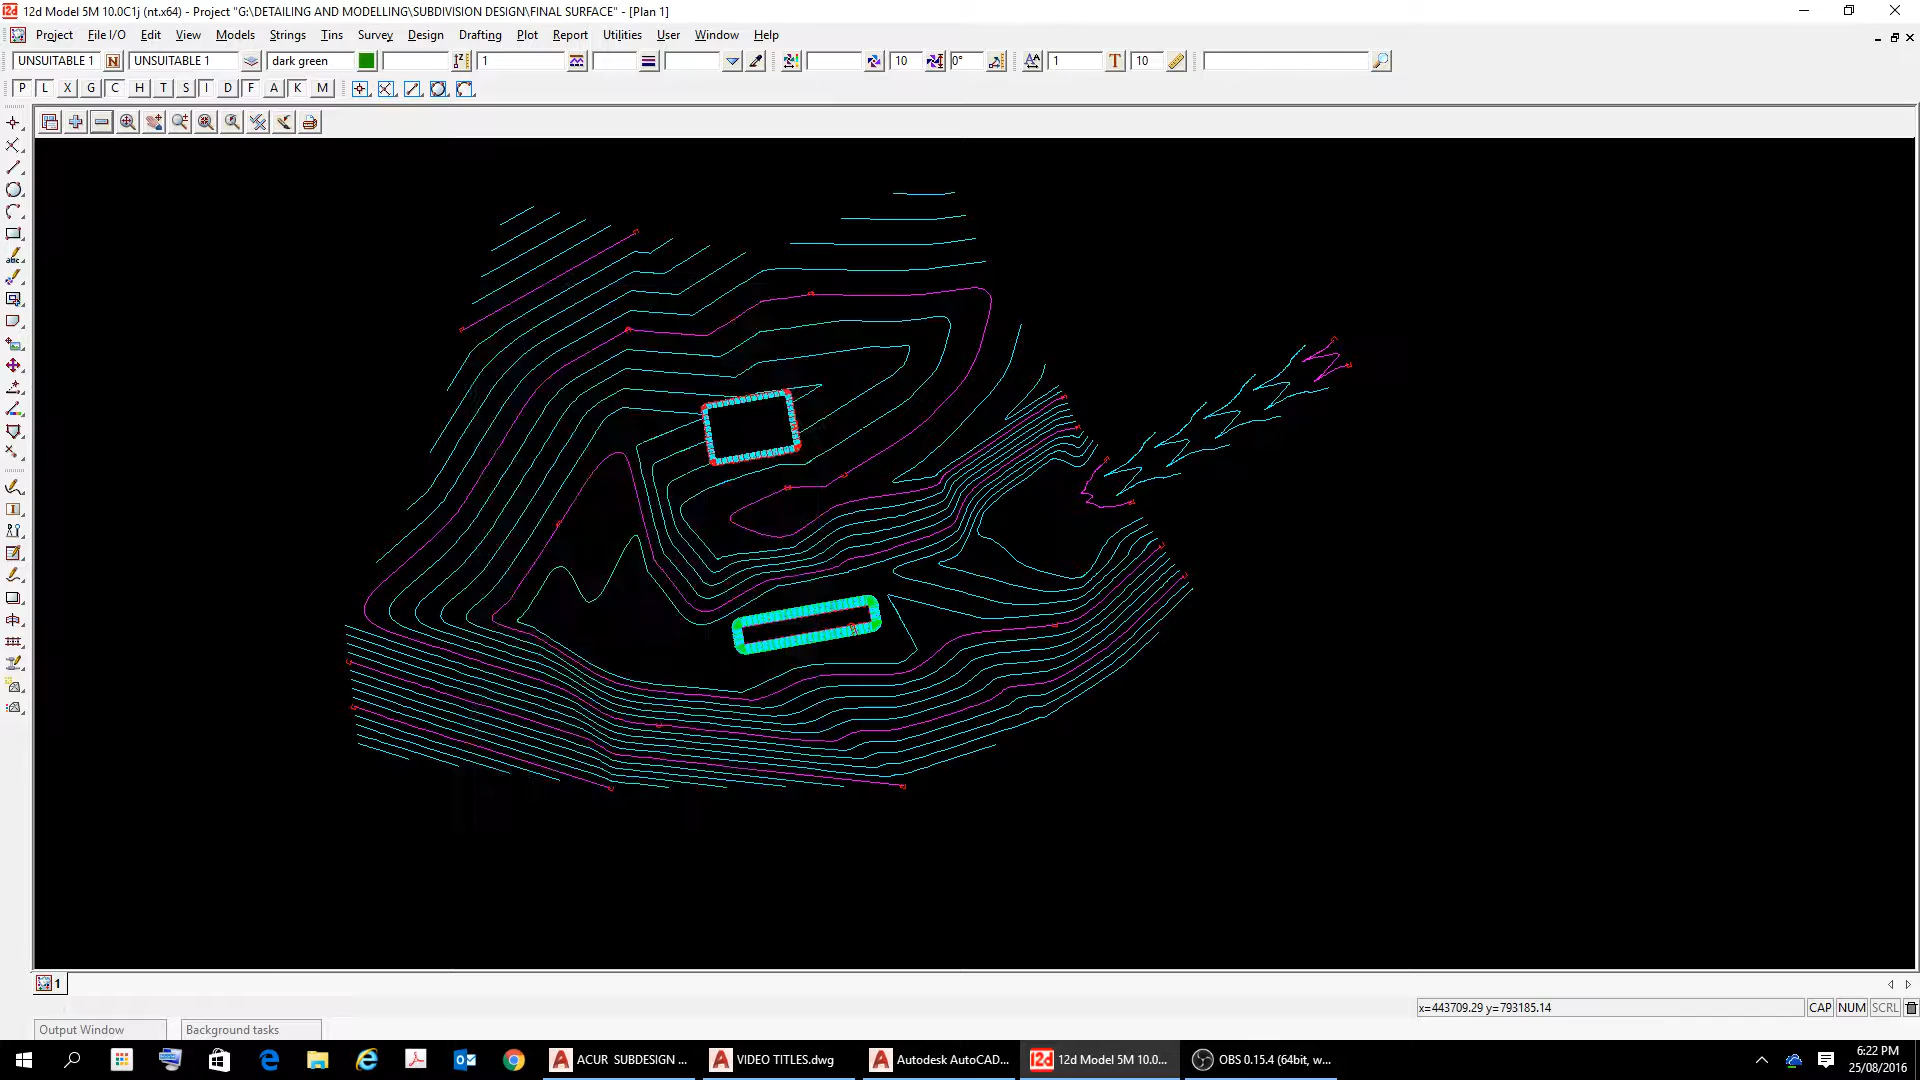 12d Model 5M 10.0C1j (nt.x64) - Project "G:\DETAILING AND MODELLING\SUBDIVISION DESIGN\FINAL SURFACE" - [Plan 1]
Project File I/O Edit View Models Strings Tins Survey Design Drafting Plot Report Utilities User Window Help
UNSUITABLE 1 N UNSUITABLE 1 dark green 1 10 0° 1 T 10
P L X G C H T S I D F A K M
1
x=443709.29 y=793185.14 CAP NUM SCRL
Output Window Background tasks
ACUR SUBDESIGN ... VIDEO TITLES.dwg Autodesk AutoCAD... 12d Model 5M 10.0... OBS 0.15.4 (64bit, w...
6:22 PM
25/08/2016